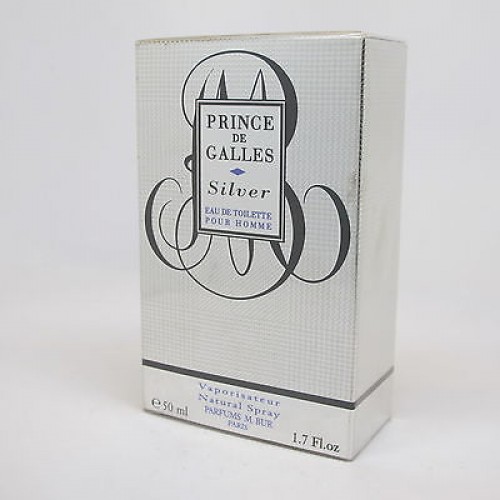 PRINCE
DE
GALLES
Silver
EAU DE TOILETTE
POUR HOMME
Vaporisateur
Natural Spray
PARFUMS M. BUR
PARIS
℮50 ml
1.7 Fl.oz